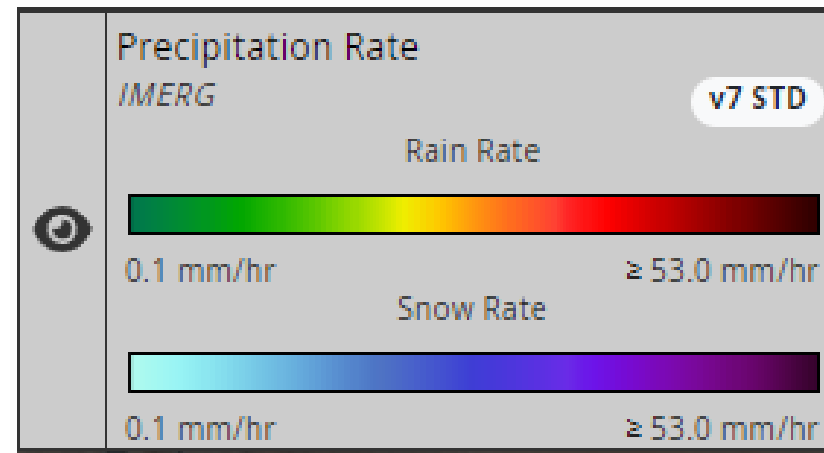 Precipitation Rate
IMERG
v7 STD
Rain Rate
0.1 mm/hr ≥ 53.0 mm/hr
Snow Rate
0.1 mm/hr ≥ 53.0 mm/hr